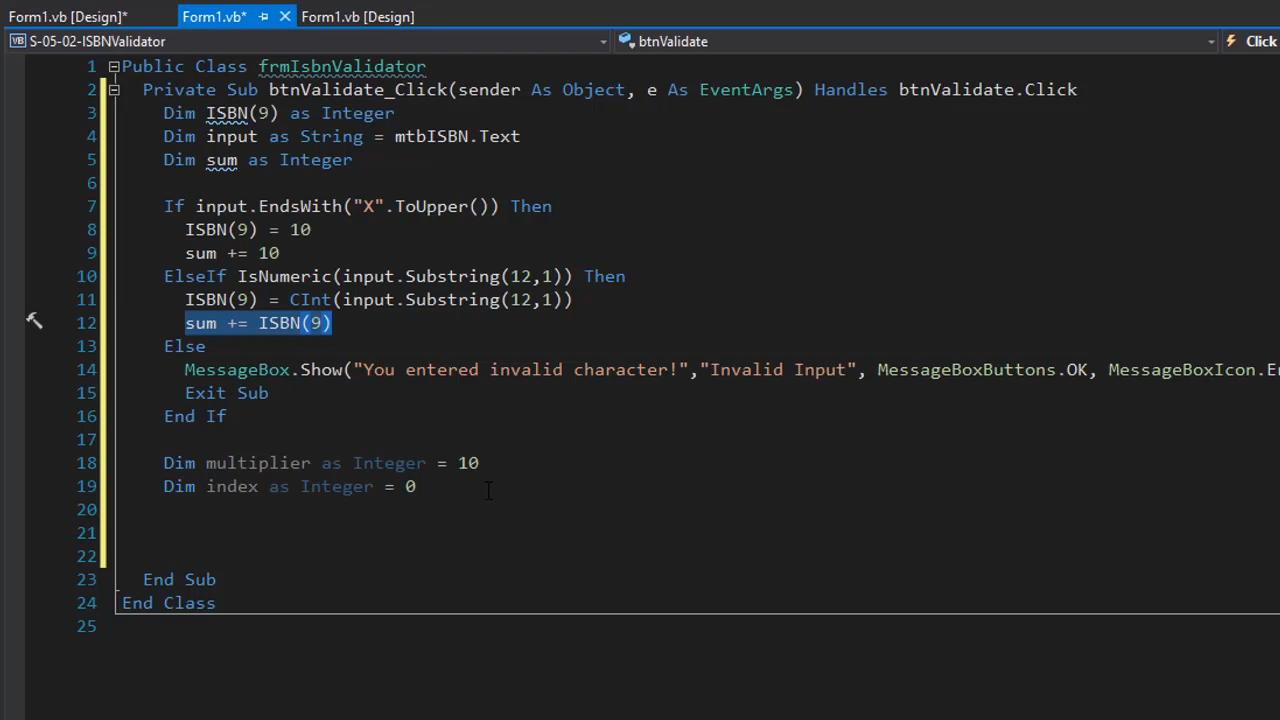 Form1.vb [Design]* Form1.vb* Form1.vb [Design]
VB S-05-02-ISBNValidator btnValidate Click
1 Public Class frmIsbnValidator
2 Private Sub btnValidate_Click(sender As Object, e As EventArgs) Handles btnValidate.Click
3 Dim ISBN(9) as Integer
4 Dim input as String = mtbISBN.Text
5 Dim sum as Integer
6
7 If input.EndsWith("X".ToUpper()) Then
8 ISBN(9) = 10
9 sum += 10
10 ElseIf IsNumeric(input.Substring(12,1)) Then
11 ISBN(9) = CInt(input.Substring(12,1))
12 sum += ISBN(9)
13 Else
14 MessageBox.Show("You entered invalid character!","Invalid Input", MessageBoxButtons.OK, MessageBoxIcon.E
15 Exit Sub
16 End If
17
18 Dim multiplier as Integer = 10
19 Dim index as Integer = 0
20
21
22
23 End Sub
24 End Class
25